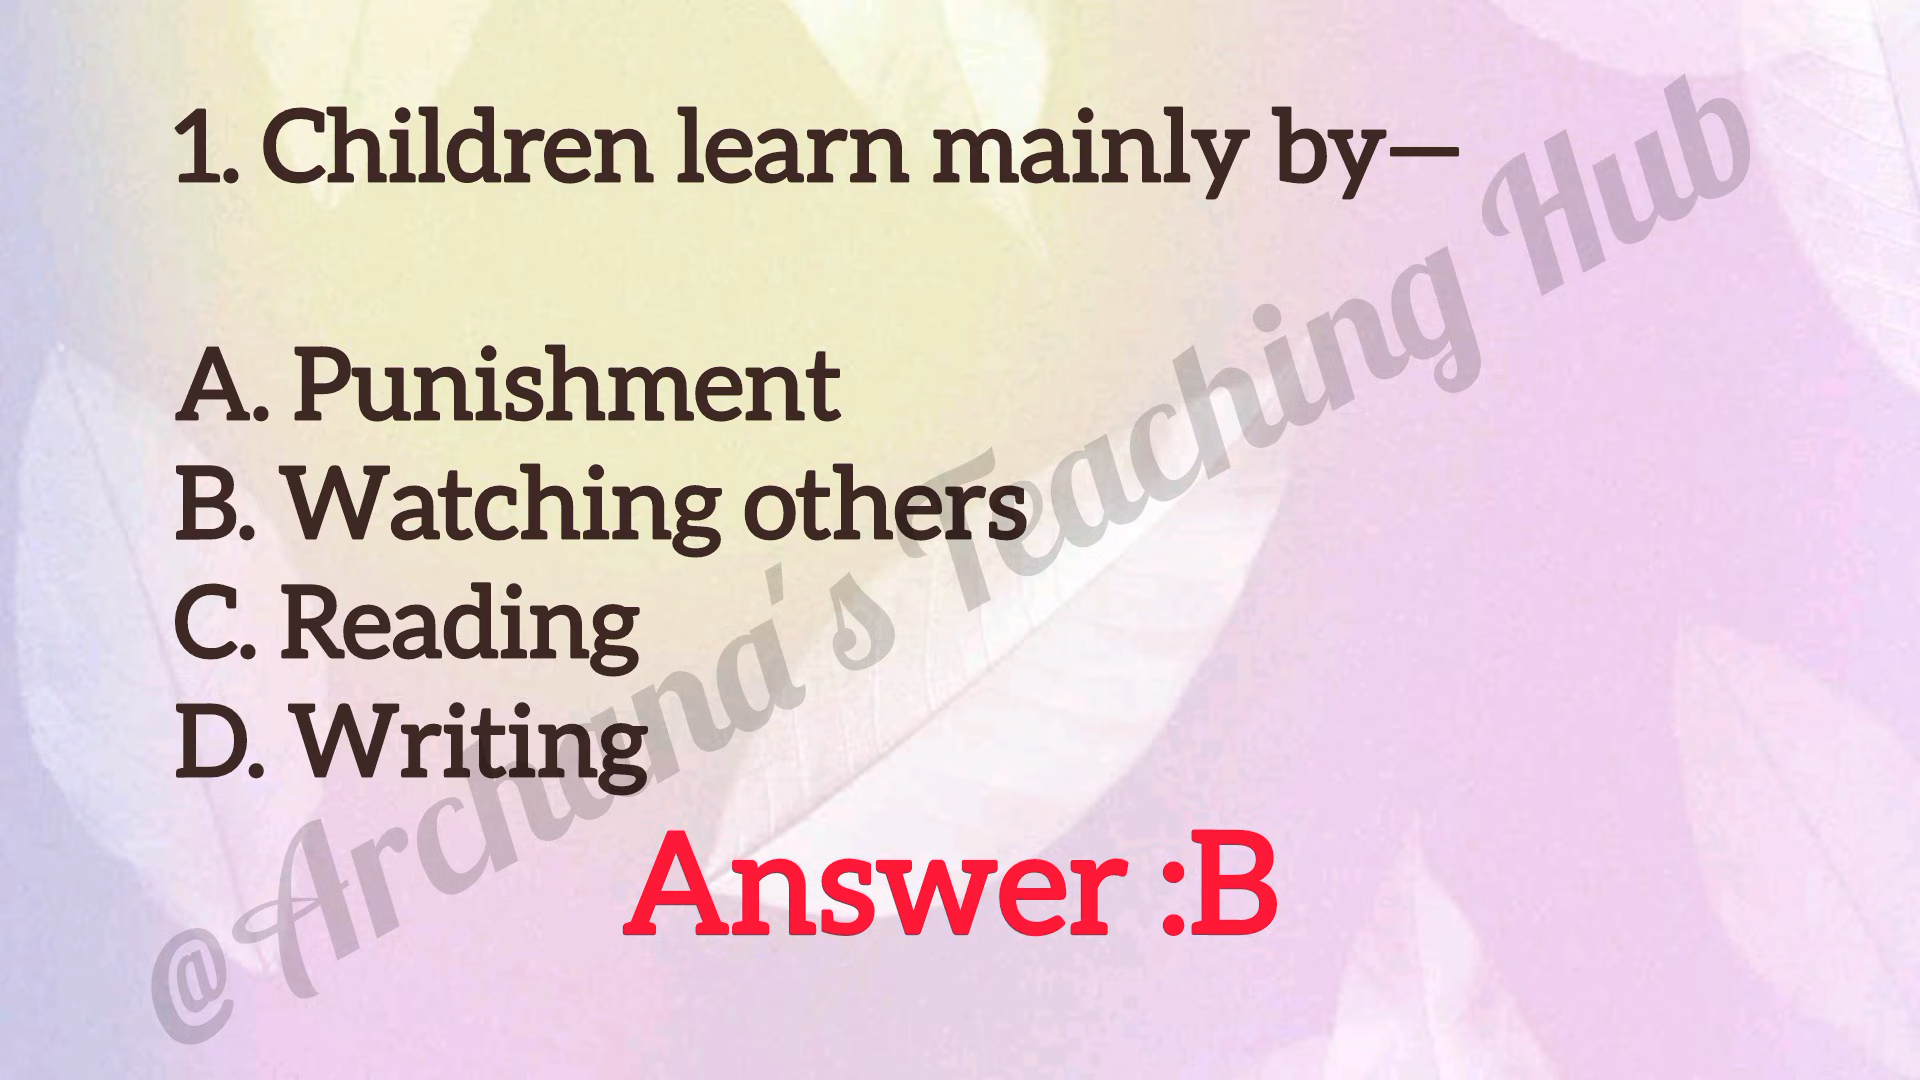 1. Children learn mainly by—
A. Punishment
B. Watching others
C. Reading
D. Writing
Answer :B
@Archana's Teaching Hub